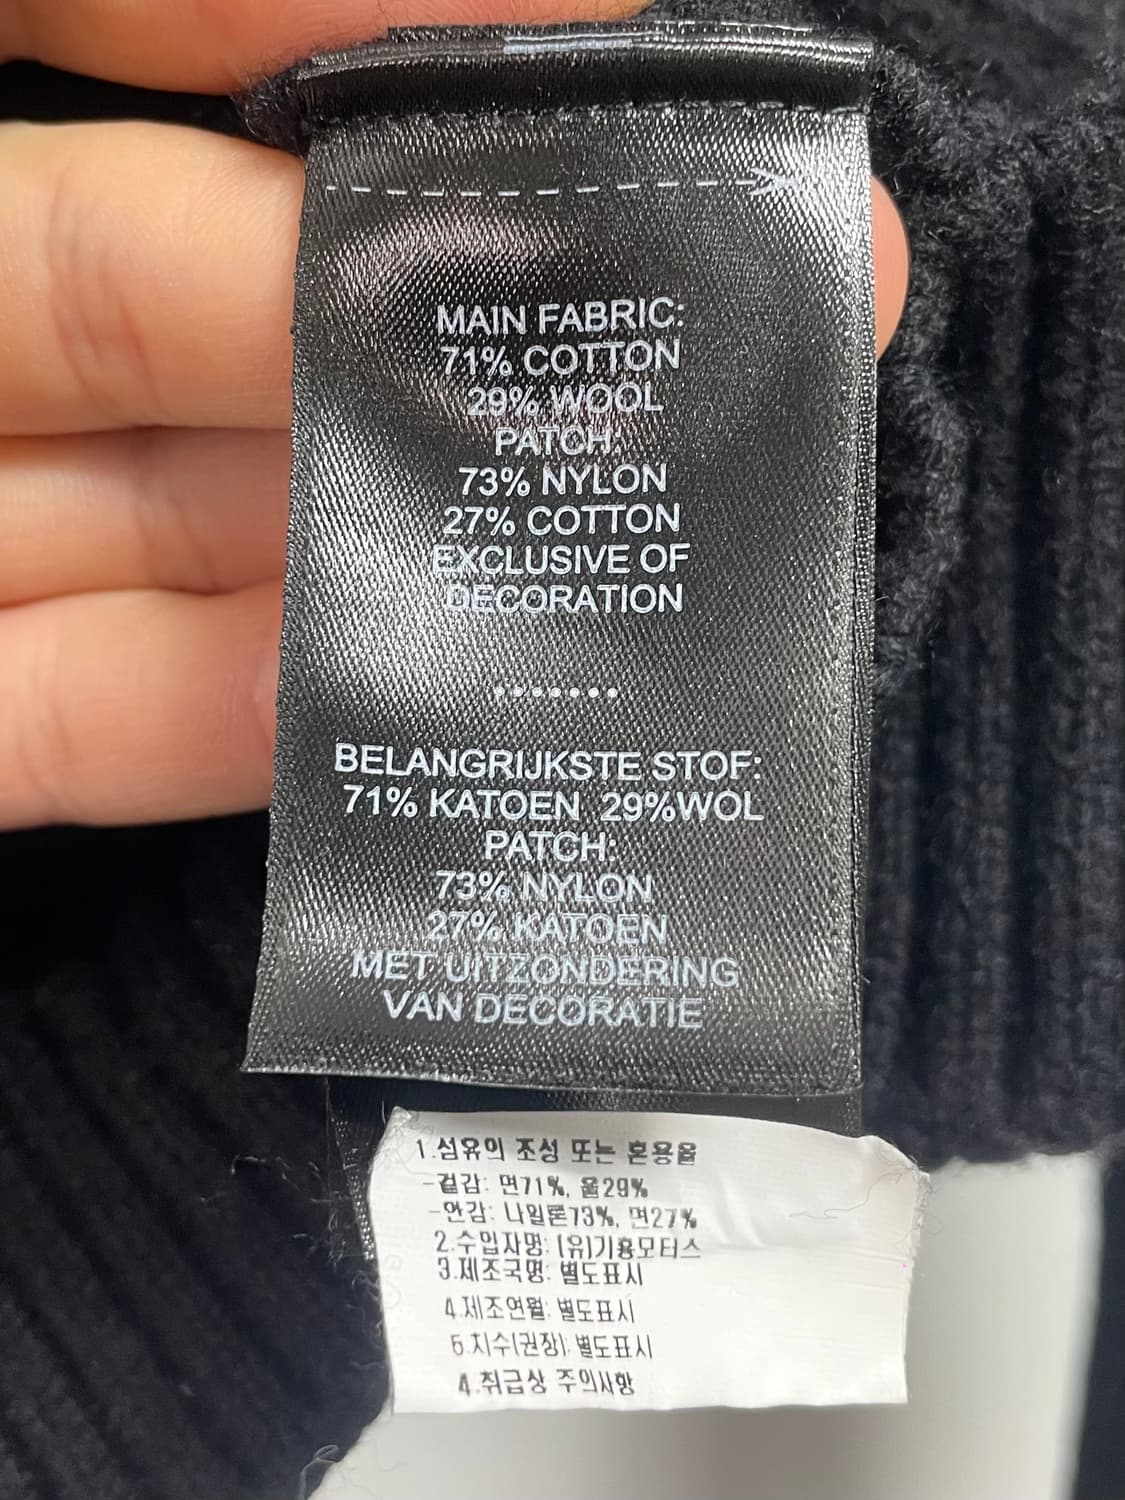 MAIN FABRIC:
71% COTTON
29% WOOL
PATCH:
73% NYLON
27% COTTON
EXCLUSIVE OF
DECORATION
.......
BELANGRIJKSTE STOF:
71% KATOEN 29%WOL
PATCH:
73% NYLON
27% KATOEN
MET UITZONDERING
VAN DECORATIE
1.섬유의 조성 또는 혼용율
-겉감: 면71%, 울29%
-안감: 나일론73%, 면27%
2.수입자명: (유)기흥모터스
3.제조국명: 별도표시
4.제조연월: 별도표시
5.치수(권장): 별도표시
4.취급상 주의사항